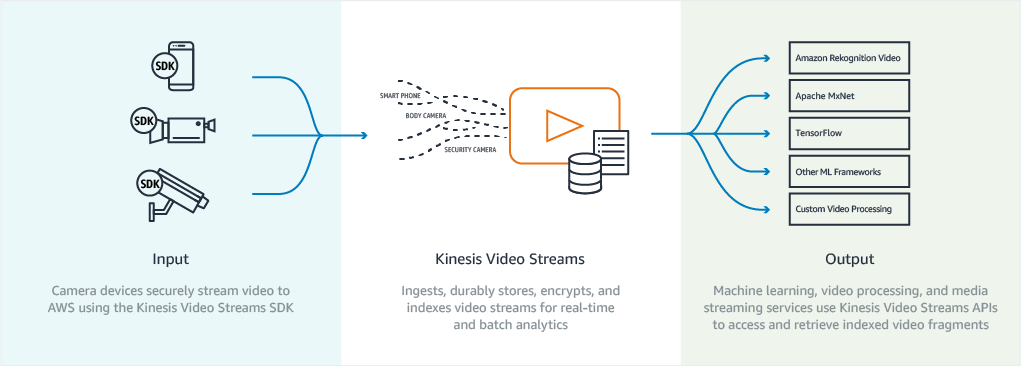 SDK
SDK
SDK
Input
Camera devices securely stream video to
AWS using the Kinesis Video Streams SDK
SMART PHONE
BODY CAMERA
SECURITY CAMERA
Kinesis Video Streams
Ingests, durably stores, encrypts, and
indexes video streams for real-time
and batch analytics
Amazon Rekognition Video
Apache MxNet
TensorFlow
Other ML Frameworks
Custom Video Processing
Output
Machine learning, video processing, and media
streaming services use Kinesis Video Streams APIs
to access and retrieve indexed video fragments